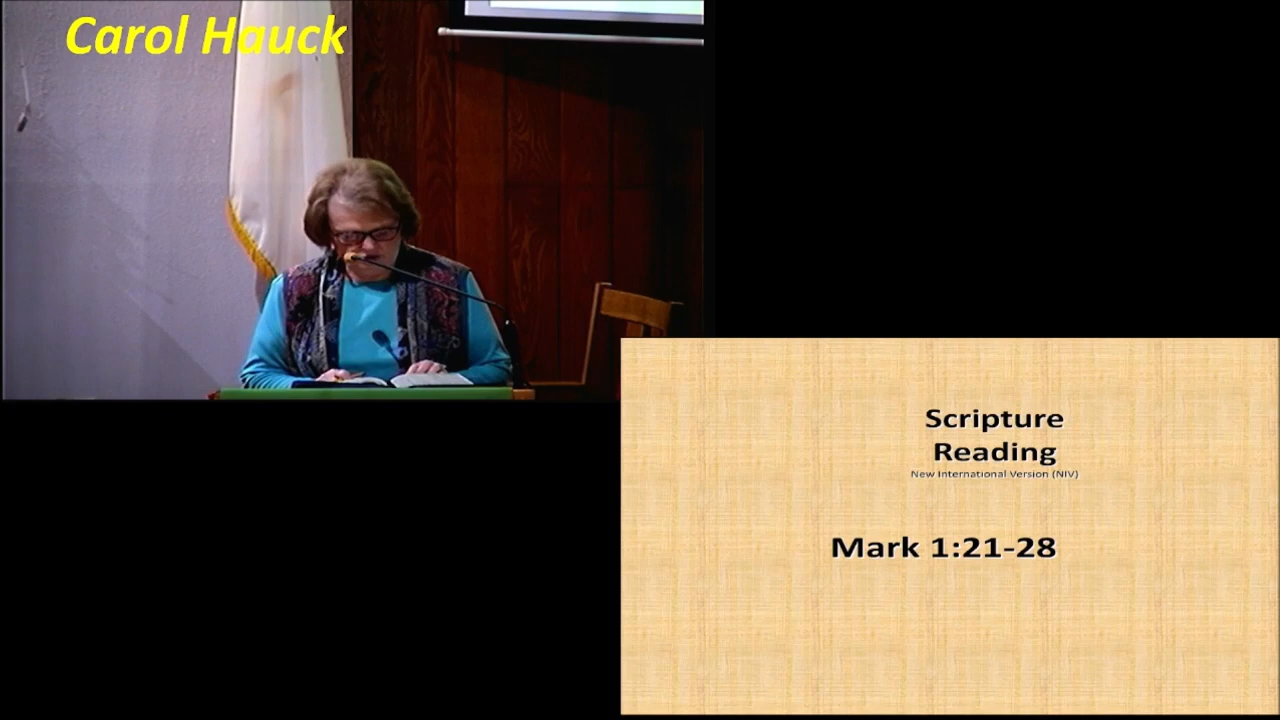 Carol Hauck
Scripture
Reading
New International Version (NIV)
Mark 1:21-28